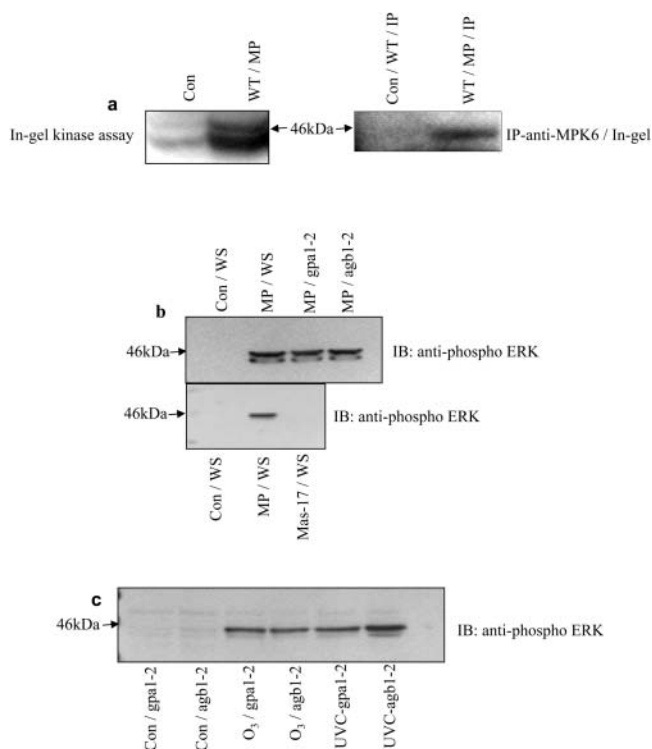 a
Con
WT / MP
Con / WT / IP
WT / MP / IP
In-gel kinase assay
46kDa
IP-anti-MPK6 / In-gel
b
Con / WS
MP / WS
MP / gpa1-2
MP / agb1-2
46kDa
IB: anti-phospho ERK
46kDa
IB: anti-phospho ERK
Con / WS
MP / WS
Mas-17 / WS
c
46kDa
IB: anti-phospho ERK
Con / gpa1-2
Con / agb1-2
O3 / gpa1-2
O3 / agb1-2
UVC-gpa1-2
UVC-agb1-2